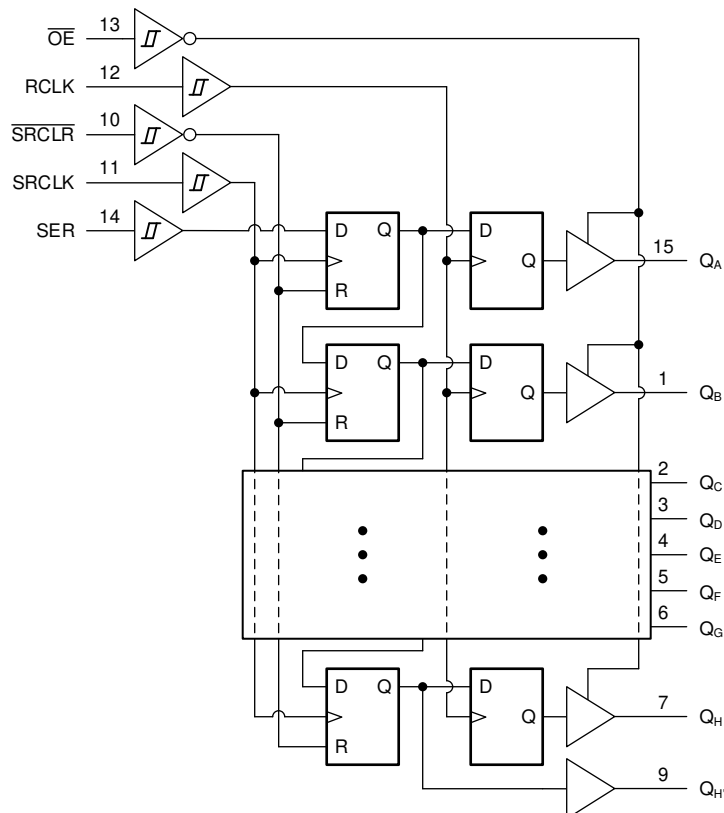 OE 13
RCLK 12
SRCLR 10
SRCLK 11
SER 14
D Q D
Q 15 QA
R
D Q D
Q 1 QB
R
2 QC
3 QD
4 QE
5 QF
6 QG
D Q D
Q 7 QH
R
9 QH'